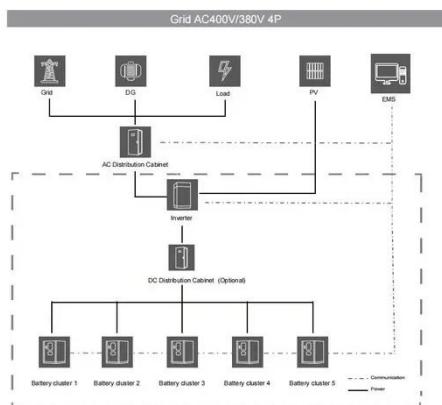 Grid AC400V/380V 4P
Grid
DG
Load
PV
EMS
AC Distribution Cabinet
Inverter
DC Distribution Cabinet (Optional)
Battery cluster 1
Battery cluster 2
Battery cluster 3
Battery cluster 4
Battery cluster 5
Communication
Power